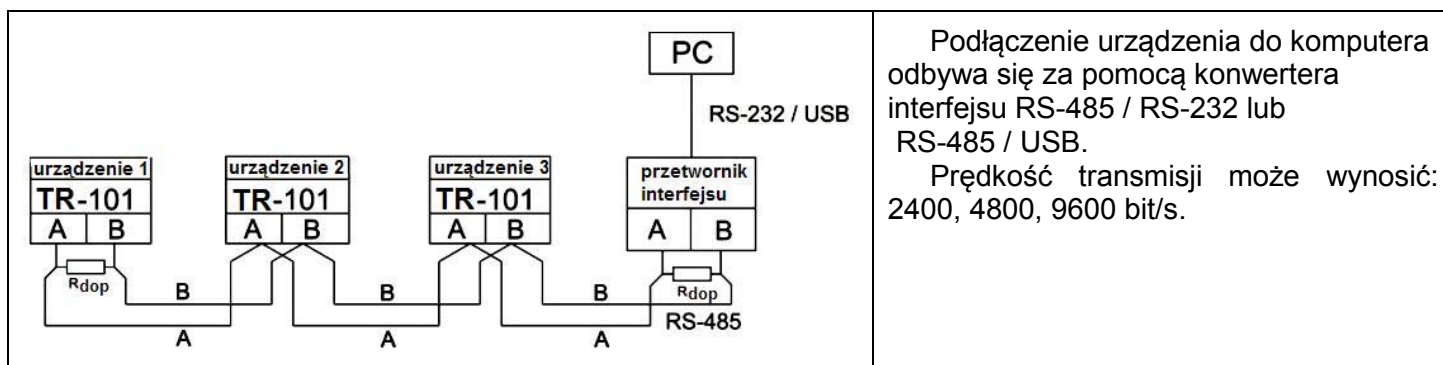 PC
RS-232 / USB
urządzenie 1
TR-101
A B
urządzenie 2
TR-101
A B
urządzenie 3
TR-101
A B
przetwornik
interfejsu
A B
Rdop
Rdop
B
B
B
RS-485
A
A
A
Podłączenie urządzenia do komputera
odbywa się za pomocą konwertera
interfejsu RS-485 / RS-232 lub
RS-485 / USB.
Prędkość transmisji może wynosić:
2400, 4800, 9600 bit/s.